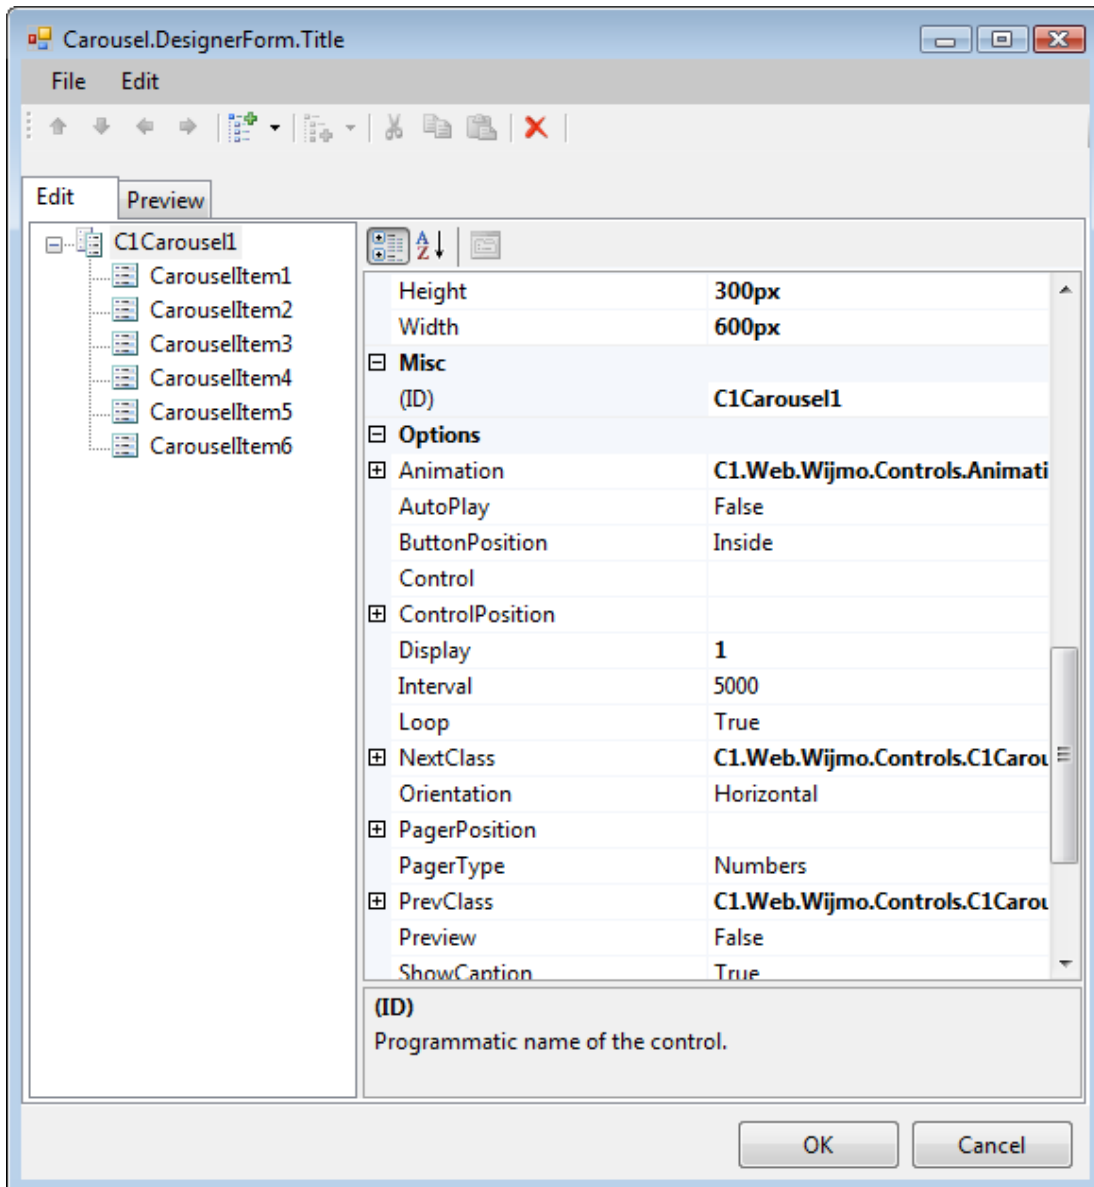 Carousel.DesignerForm.Title
File Edit
Edit Preview
C1Carousel1
CarouselItem1
CarouselItem2
CarouselItem3
CarouselItem4
CarouselItem5
CarouselItem6
A
Z
Height 300px
Width 600px
Misc
(ID) C1Carousel1
Options
Animation C1.Web.Wijmo.Controls.Animati
AutoPlay False
ButtonPosition Inside
Control
ControlPosition
Display 1
Interval 5000
Loop True
NextClass C1.Web.Wijmo.Controls.C1Carou
Orientation Horizontal
PagerPosition
PagerType Numbers
PrevClass C1.Web.Wijmo.Controls.C1Carou
Preview False
ShowCaption True
(ID)
Programmatic name of the control.
OK Cancel